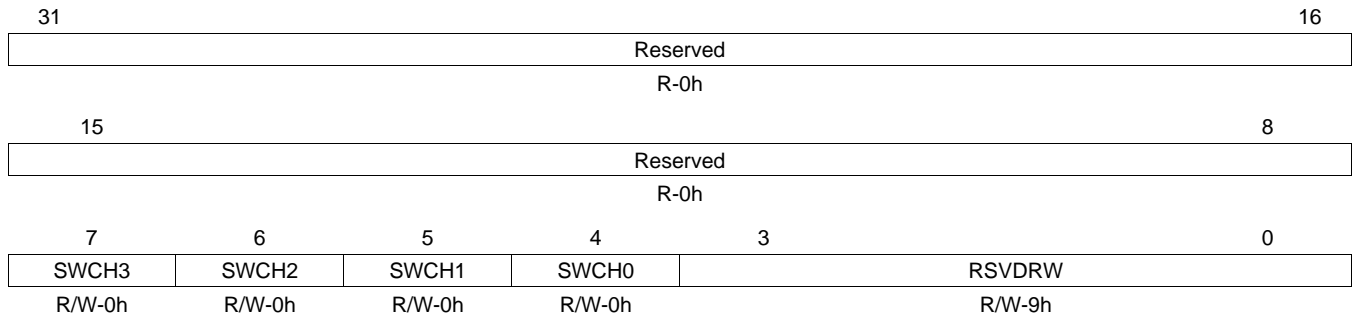 31 16
Reserved
R-0h
15 8
Reserved
R-0h
7 6 5 4 3 0
SWCH3 SWCH2 SWCH1 SWCH0 RSVDRW
R/W-0h R/W-0h R/W-0h R/W-0h R/W-9h